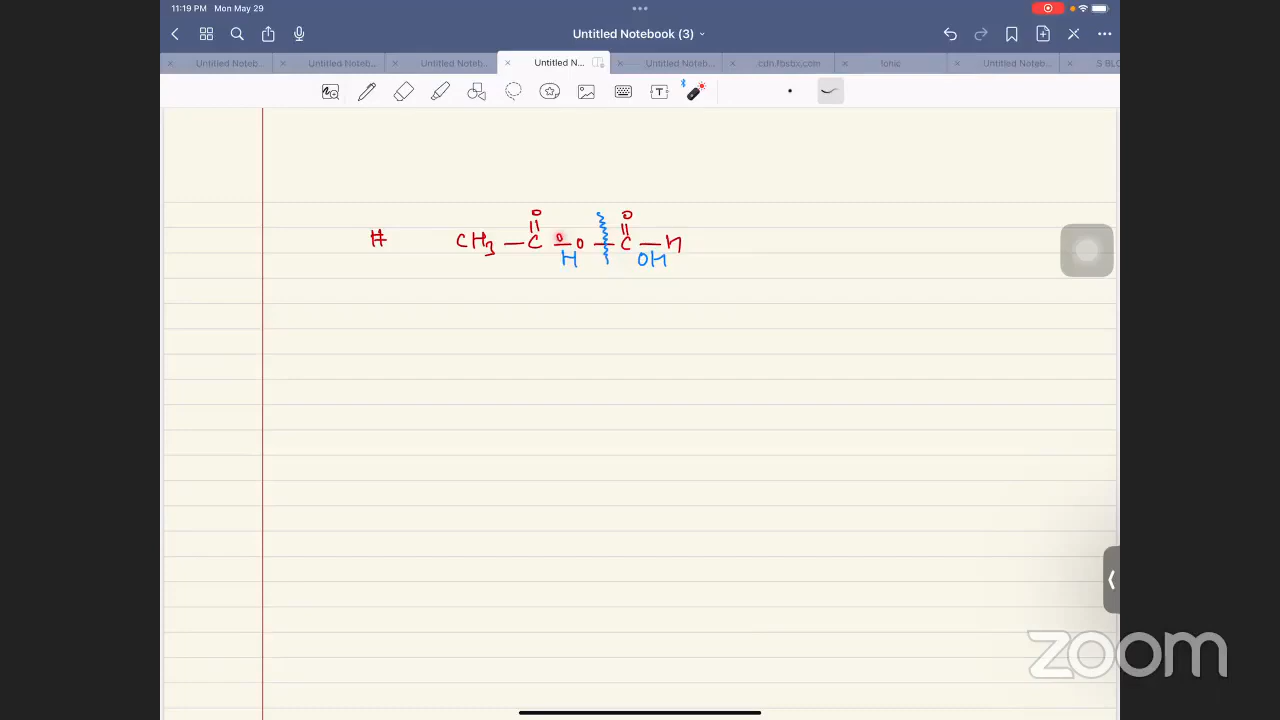 11:19 PM Mon May 29
Untitled Notebook (3)
Untitled Noteb... Untitled Noteb... Untitled Noteb... Untitled N... Untitled Noteb... cdn.fbsbx.com Ionic Untitled Noteb... S BLO
T
O O
# CH3 — C — O — C — H
H OH
zoom